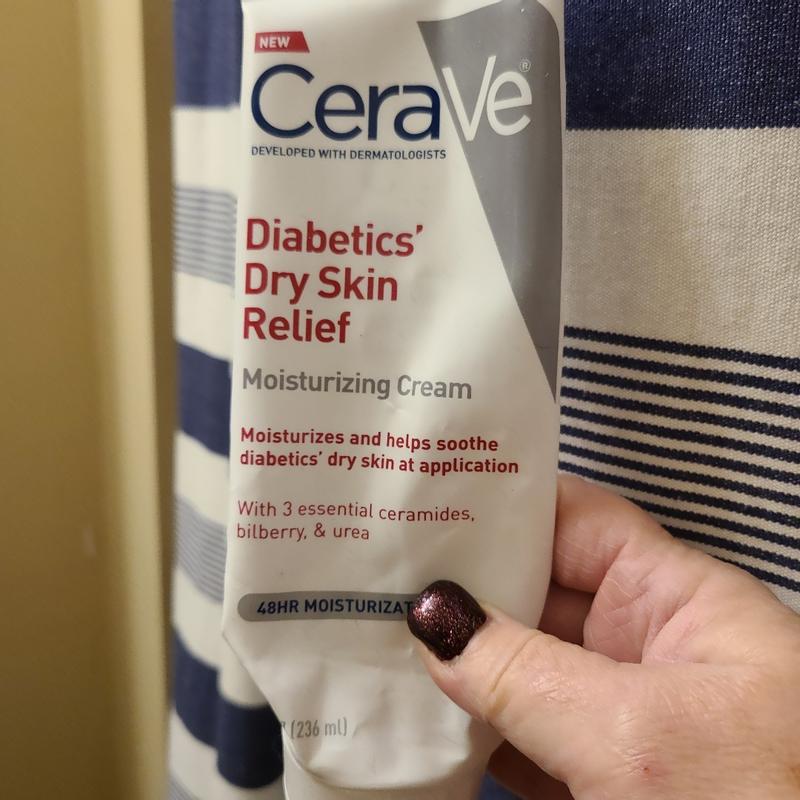 NEW
CeraVe®
DEVELOPED WITH DERMATOLOGISTS
Diabetics’
Dry Skin
Relief
Moisturizing Cream
Moisturizes and helps soothe
diabetics’ dry skin at application
With 3 essential ceramides,
bilberry, & urea
48HR MOISTURIZAT
(236 ml)